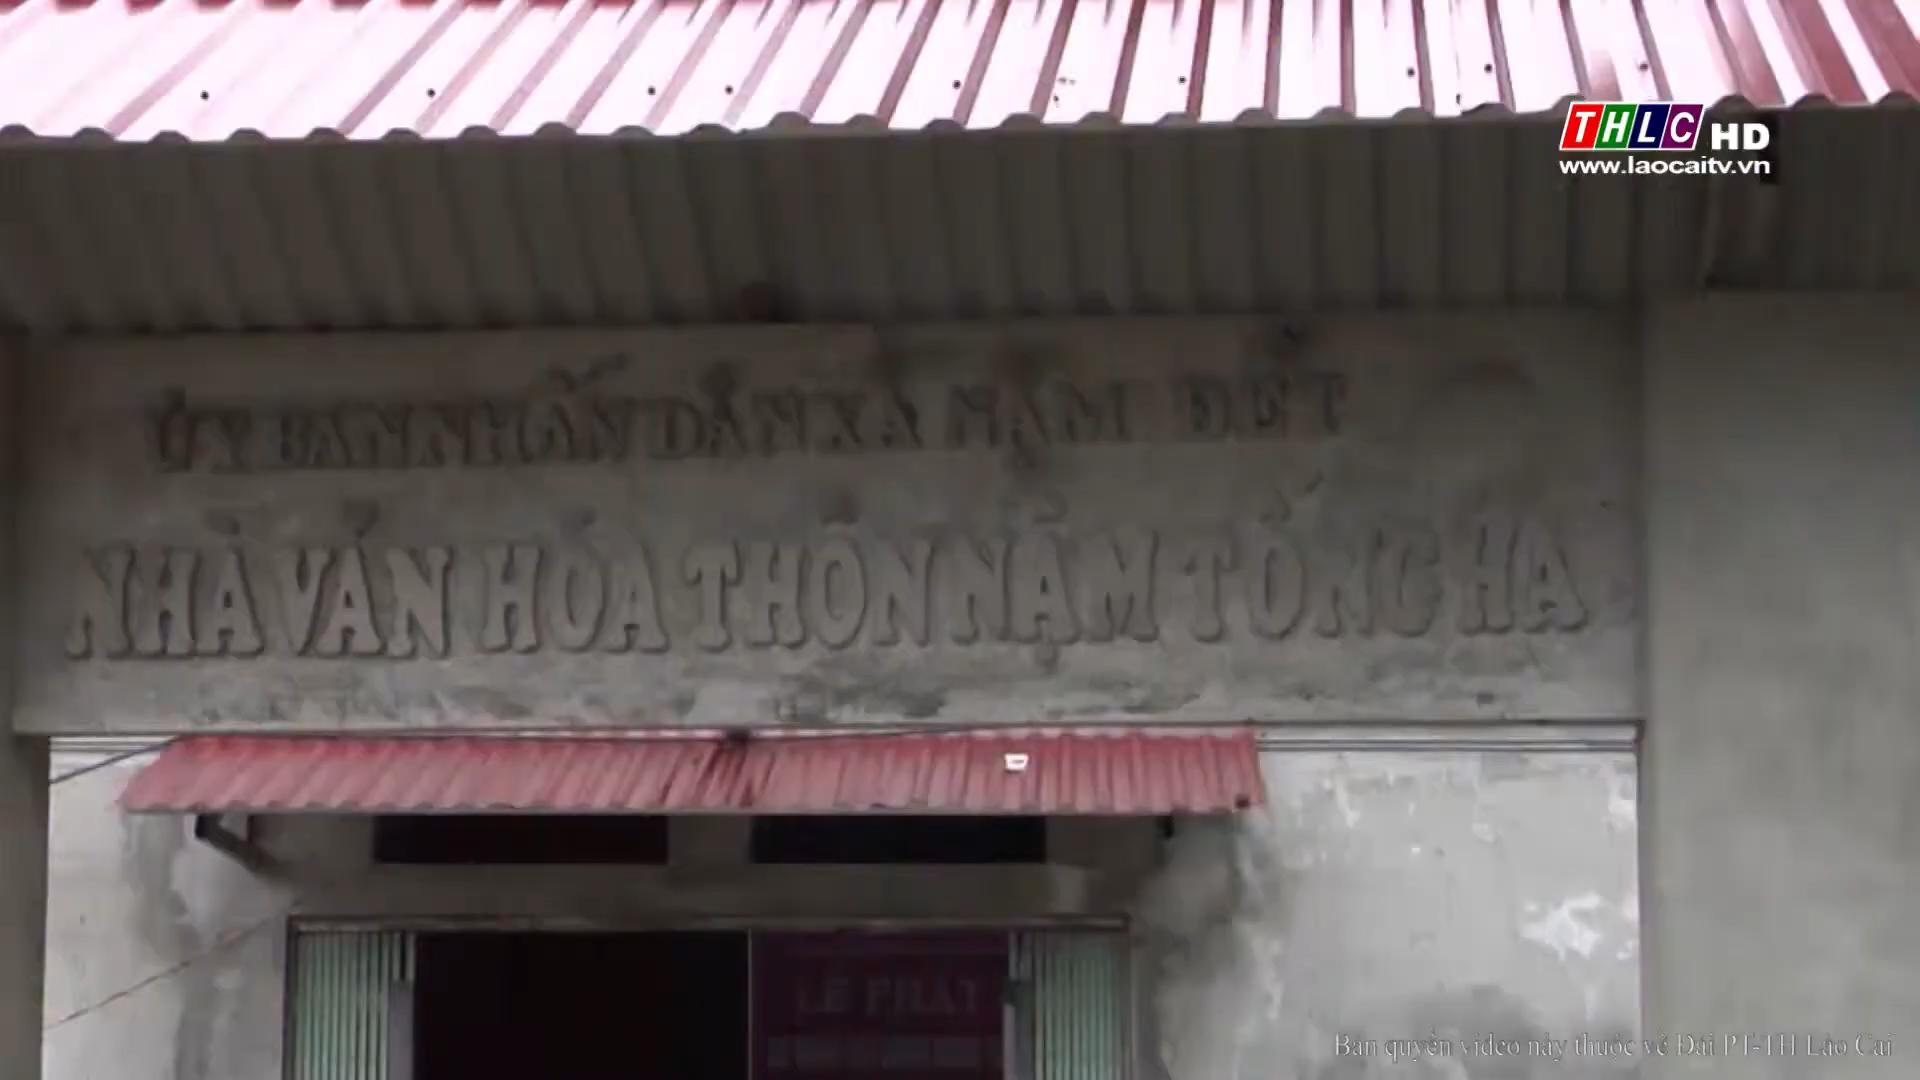 THLC HD
www.laocaitv.vn
ỦY BAN NHÂN DÂN XÃ NẬM ĐÉT
NHÀ VĂN HÓA THÔN NẬM TỐNG HẠ
LỄ PHÁT
Bản quyền video này thuộc về Đài PT-TH Lào Cai